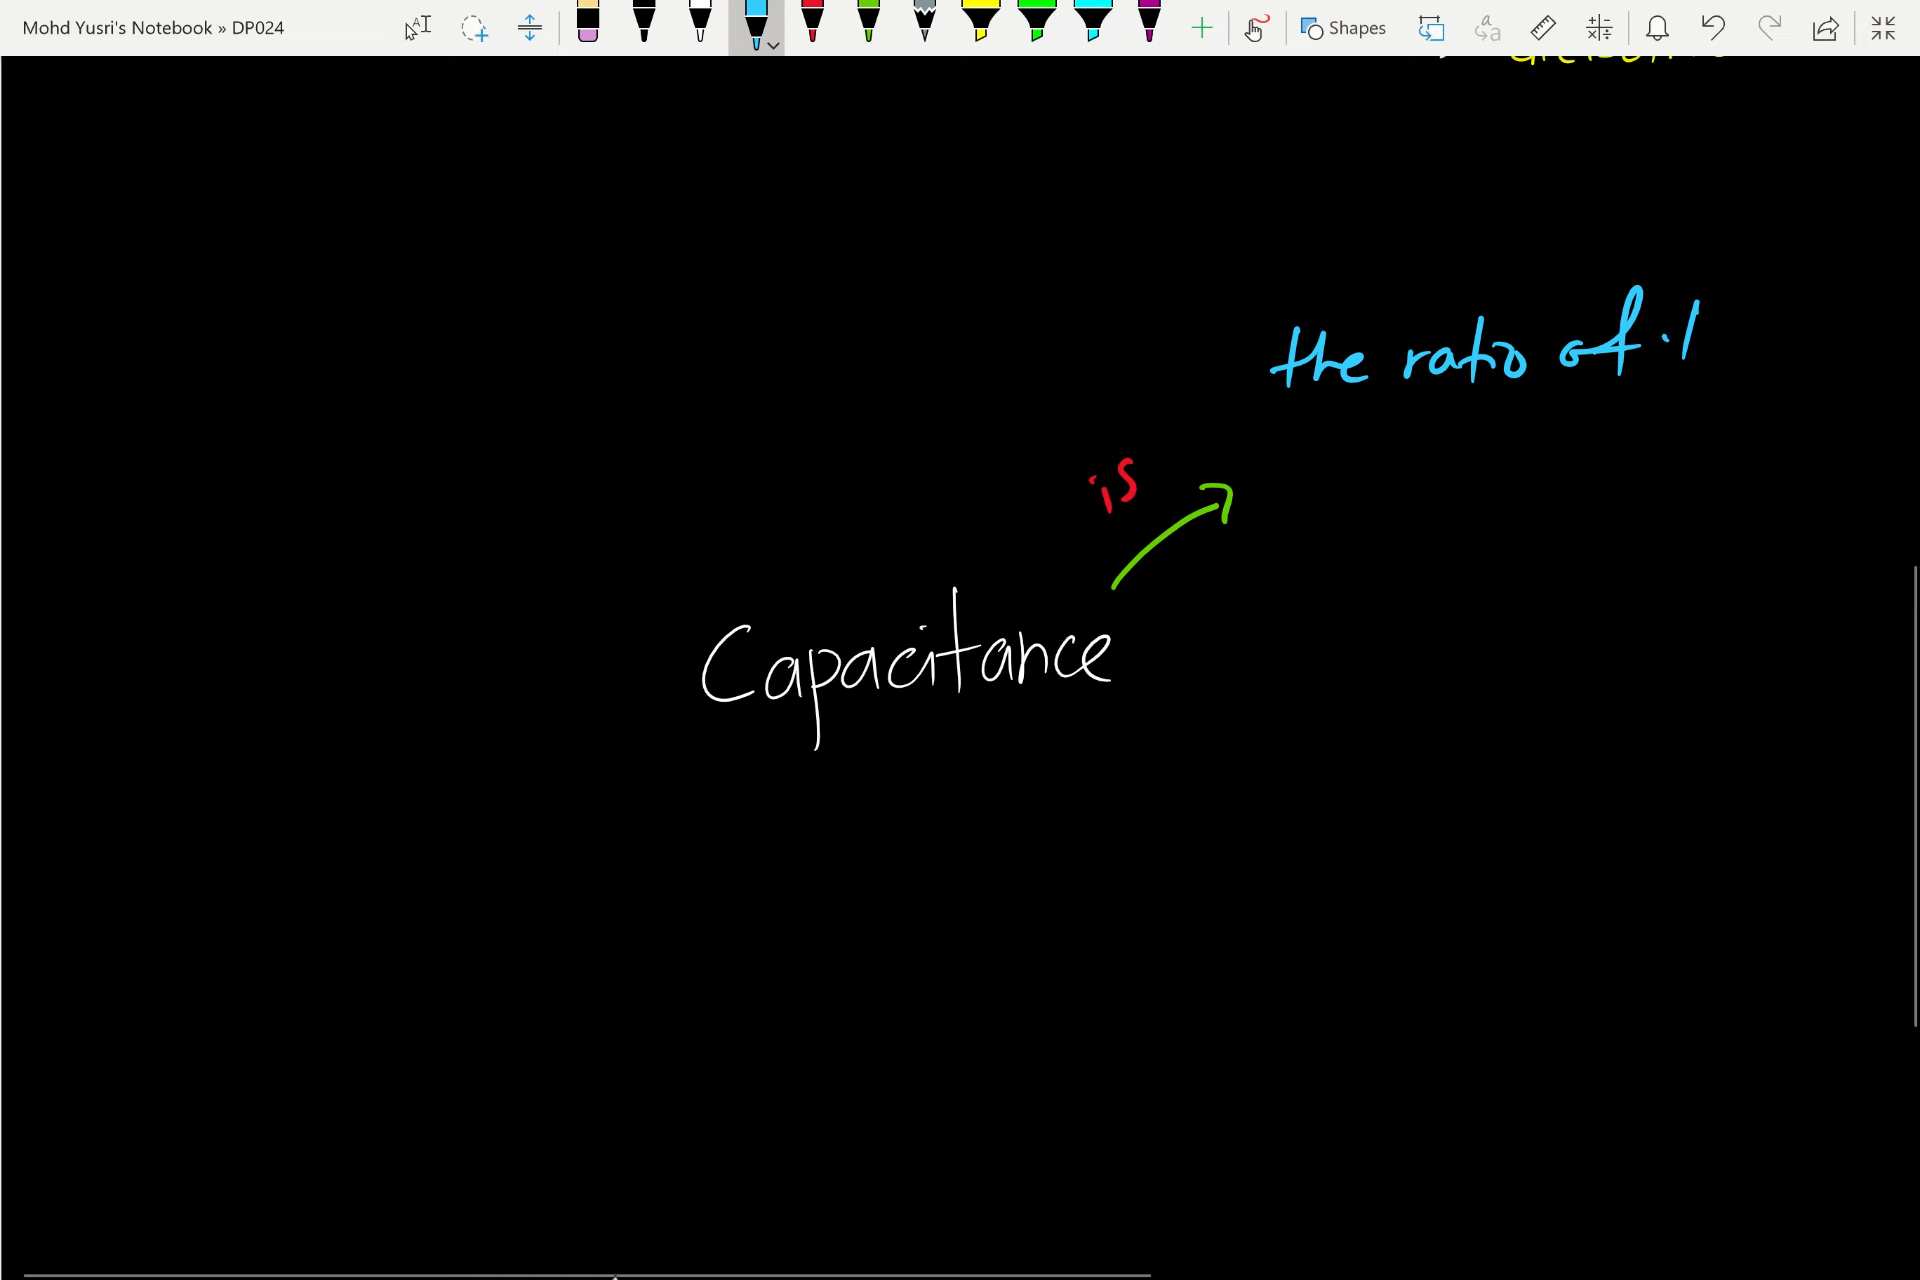 Mohd Yusri's Notebook » DP024
Shapes
the ratio of
is
Capacitance